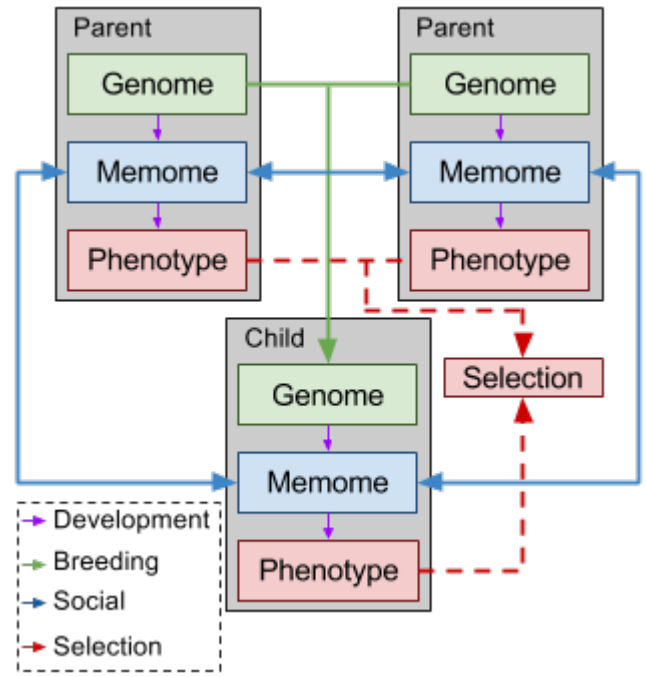 Parent
Genome
Memome
Phenotype
Parent
Genome
Memome
Phenotype
Child
Genome
Memome
Phenotype
Selection
Development
Breeding
Social
Selection